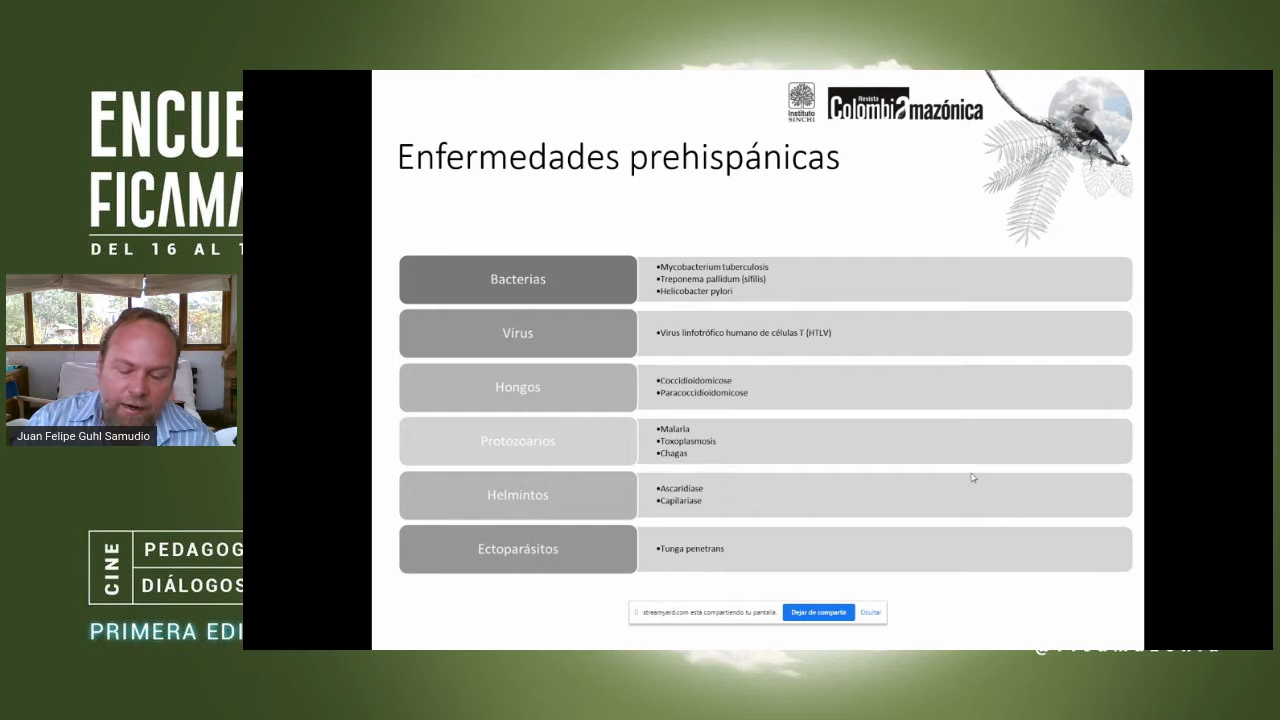 ENCUE
FICAMA
DEL 16 AL 1
Instituto
SINCHI
Revista
Colombi@mazónica
Enfermedades prehispánicas
Bacterias
•Mycobacterium tuberculosis
•Treponema pallidum (sífilis)
•Helicobacter pylori
Vírus
•Virus linfotrófico humano de células T (HTLV)
Hongos
•Coccidioidomicose
•Paracoccidioidomicose
Protozoarios
•Malaria
•Toxoplasmosis
•Chagas
Helmintos
•Ascaridiase
•Capilariase
Ectoparásitos
•Tunga penetrans
Juan Felipe Guhl Samudio
CINE
PEDAGOG
DIÁLOGOS
PRIMERA EDI
streamyard.com está compartiendo tu pantalla.
Dejar de compartir
Ocultar